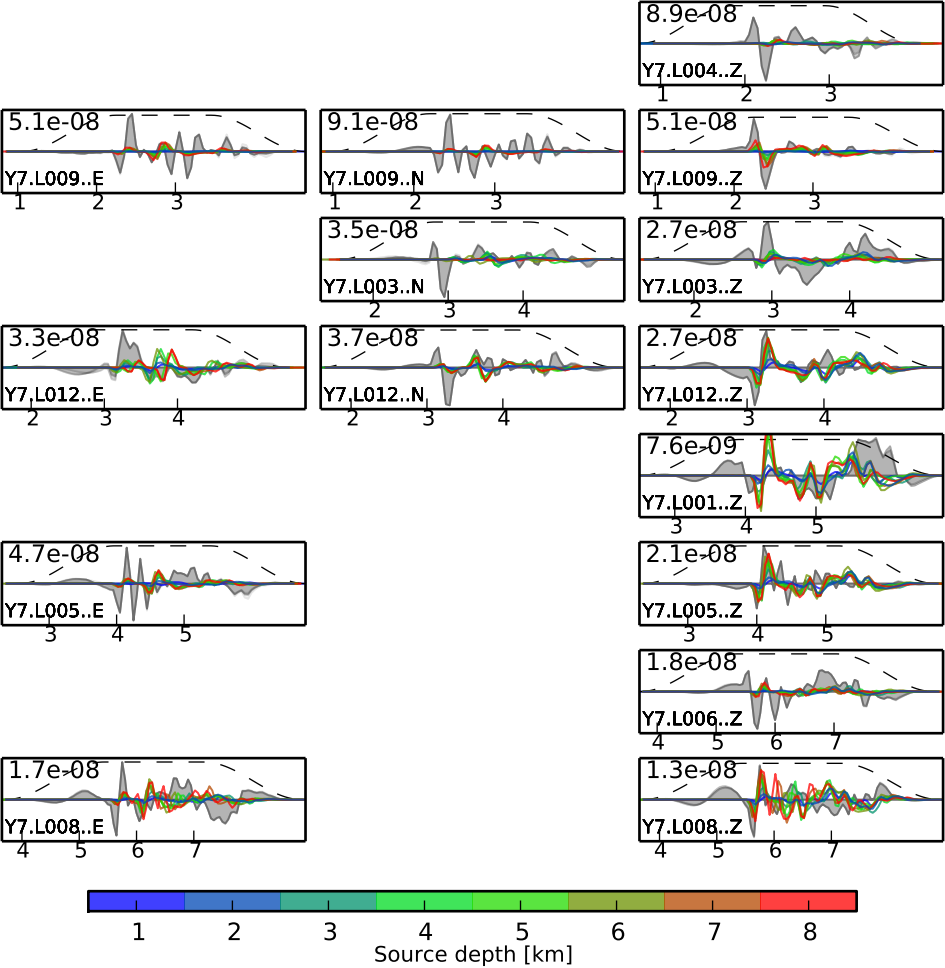 8.9e-08
Y7.L004..Z
1 2 3
5.1e-08 9.1e-08 5.1e-08
Y7.L009..E Y7.L009..N Y7.L009..Z
1 2 3 1 2 3 1 2 3
3.5e-08 2.7e-08
Y7.L003..N Y7.L003..Z
2 3 4 2 3 4
3.3e-08 3.7e-08 2.7e-08
Y7.L012..E Y7.L012..N Y7.L012..Z
2 3 4 2 3 4 2 3 4
7.6e-09
Y7.L001..Z
3 4 5
4.7e-08 2.1e-08
Y7.L005..E Y7.L005..Z
3 4 5 3 4 5
1.8e-08
Y7.L006..Z
4 5 6 7
1.7e-08 1.3e-08
Y7.L008..E Y7.L008..Z
4 5 6 7 4 5 6 7
1 2 3 4 5 6 7 8
Source depth [km]